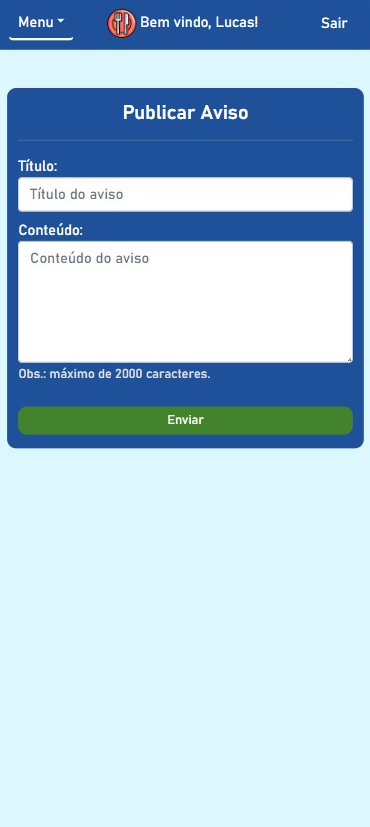 Menu Bem vindo, Lucas! Sair
Publicar Aviso
Título:
Título do aviso
Conteúdo:
Conteúdo do aviso
Obs.: máximo de 2000 caracteres.
Enviar